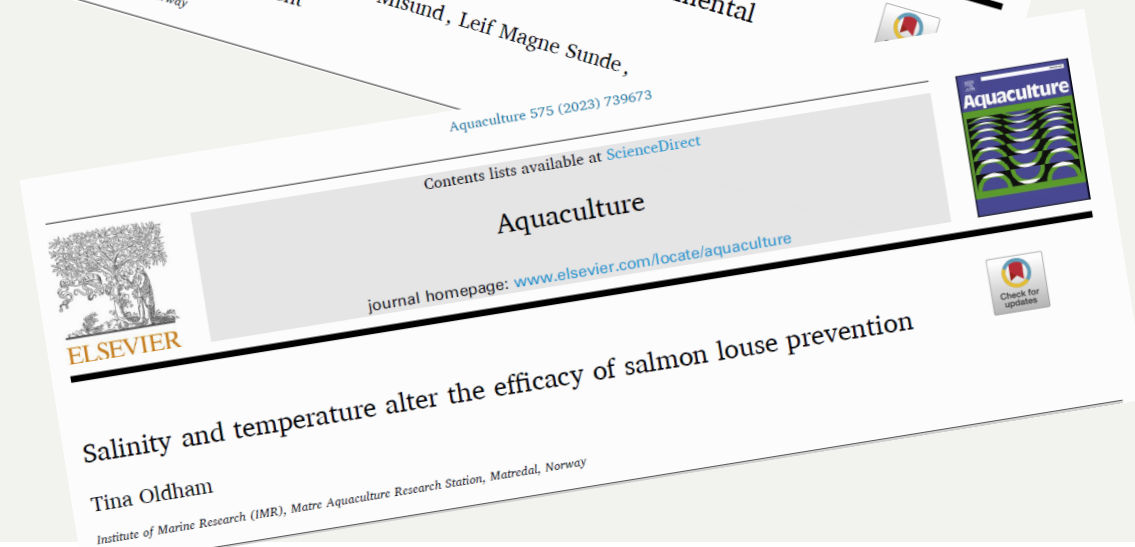 Misund, Leif Magne Sunde,
Aquaculture 575 (2023) 739673
Contents lists available at ScienceDirect
Aquaculture
journal homepage: www.elsevier.com/locate/aquaculture
ELSEVIER
Aquaculture
Check for
updates
Salinity and temperature alter the efficacy of salmon louse prevention
Tina Oldham
Institute of Marine Research (IMR), Matre Aquaculture Research Station, Matredal, Norway